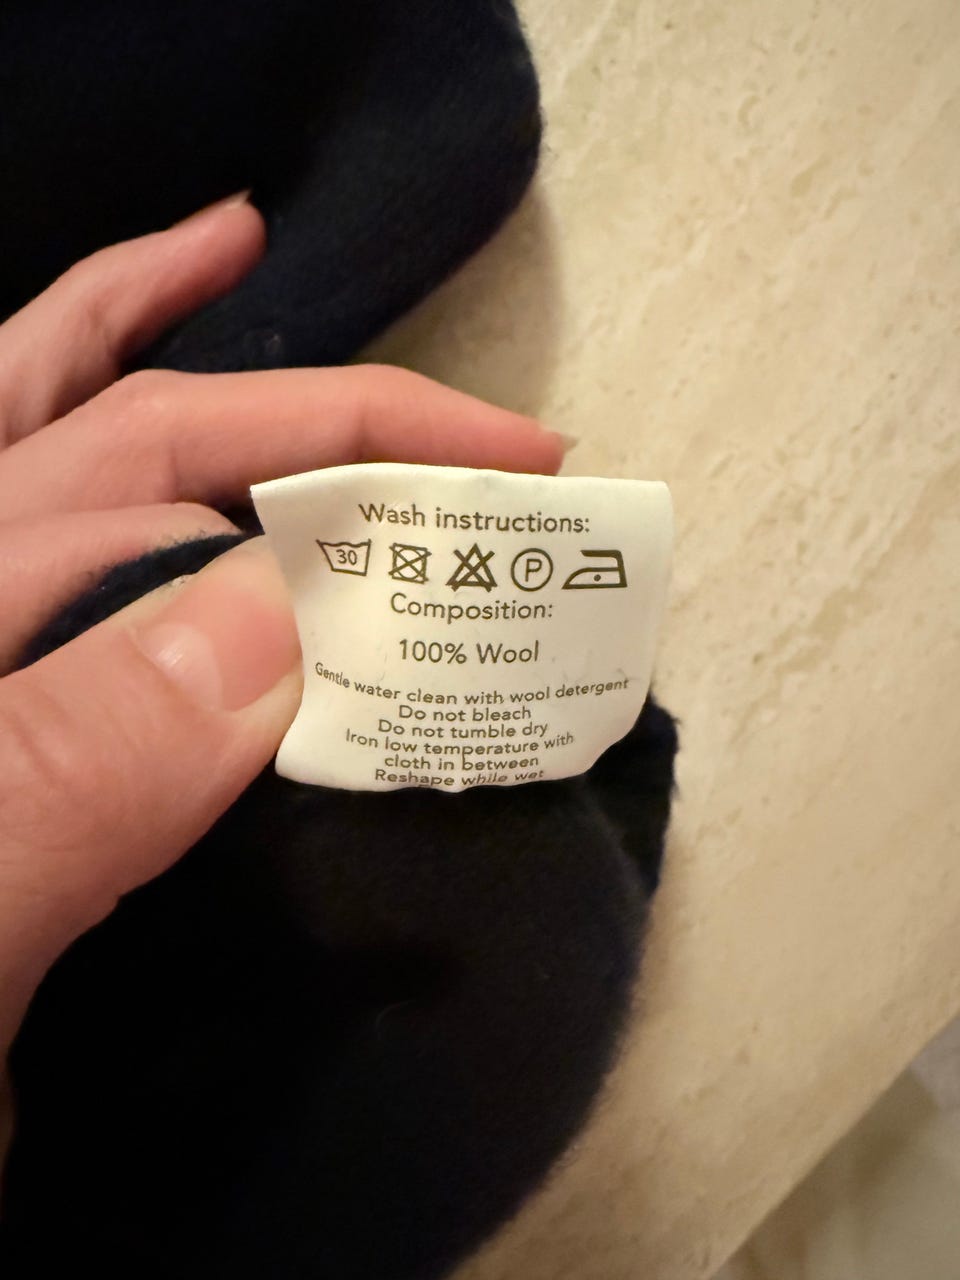 Wash instructions:
30 P
Composition:
100% Wool
Gentle water clean with wool detergent
Do not bleach
Do not tumble dry
Iron low temperature with
cloth in between
Reshape while wet